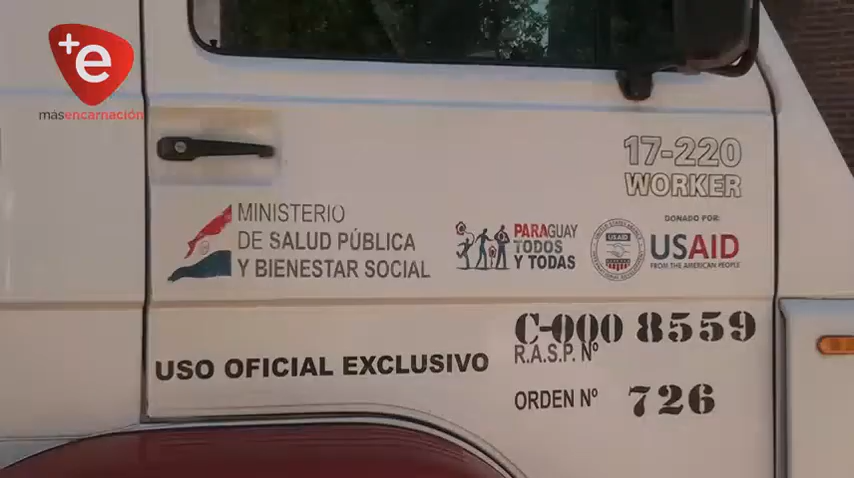 +e
másencarnación
17-220
WORKER
MINISTERIO
DE SALUD PÚBLICA
Y BIENESTAR SOCIAL
PARAGUAY
TODOS
Y TODAS
USAID
DONADO POR:
USAID
FROM THE AMERICAN PEOPLE
USO OFICIAL EXCLUSIVO
C-000 8559
R.A.S.P. Nº
ORDEN Nº 726